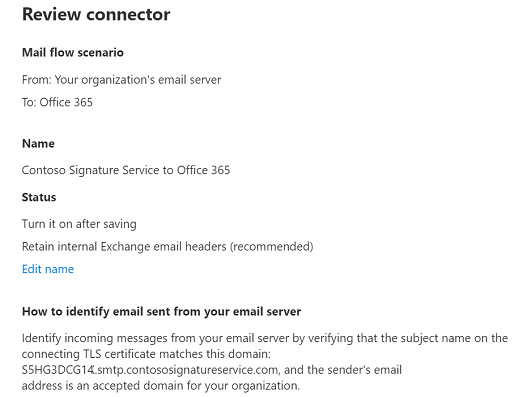 Review connector
Mail flow scenario
From: Your organization's email server
To: Office 365
Name
Contoso Signature Service to Office 365
Status
Turn it on after saving
Retain internal Exchange email headers (recommended)
Edit name
How to identify email sent from your email server
Identify incoming messages from your email server by verifying that the subject name on the
connecting TLS certificate matches this domain:
and the sender's email
address is an accepted domain for your organization.